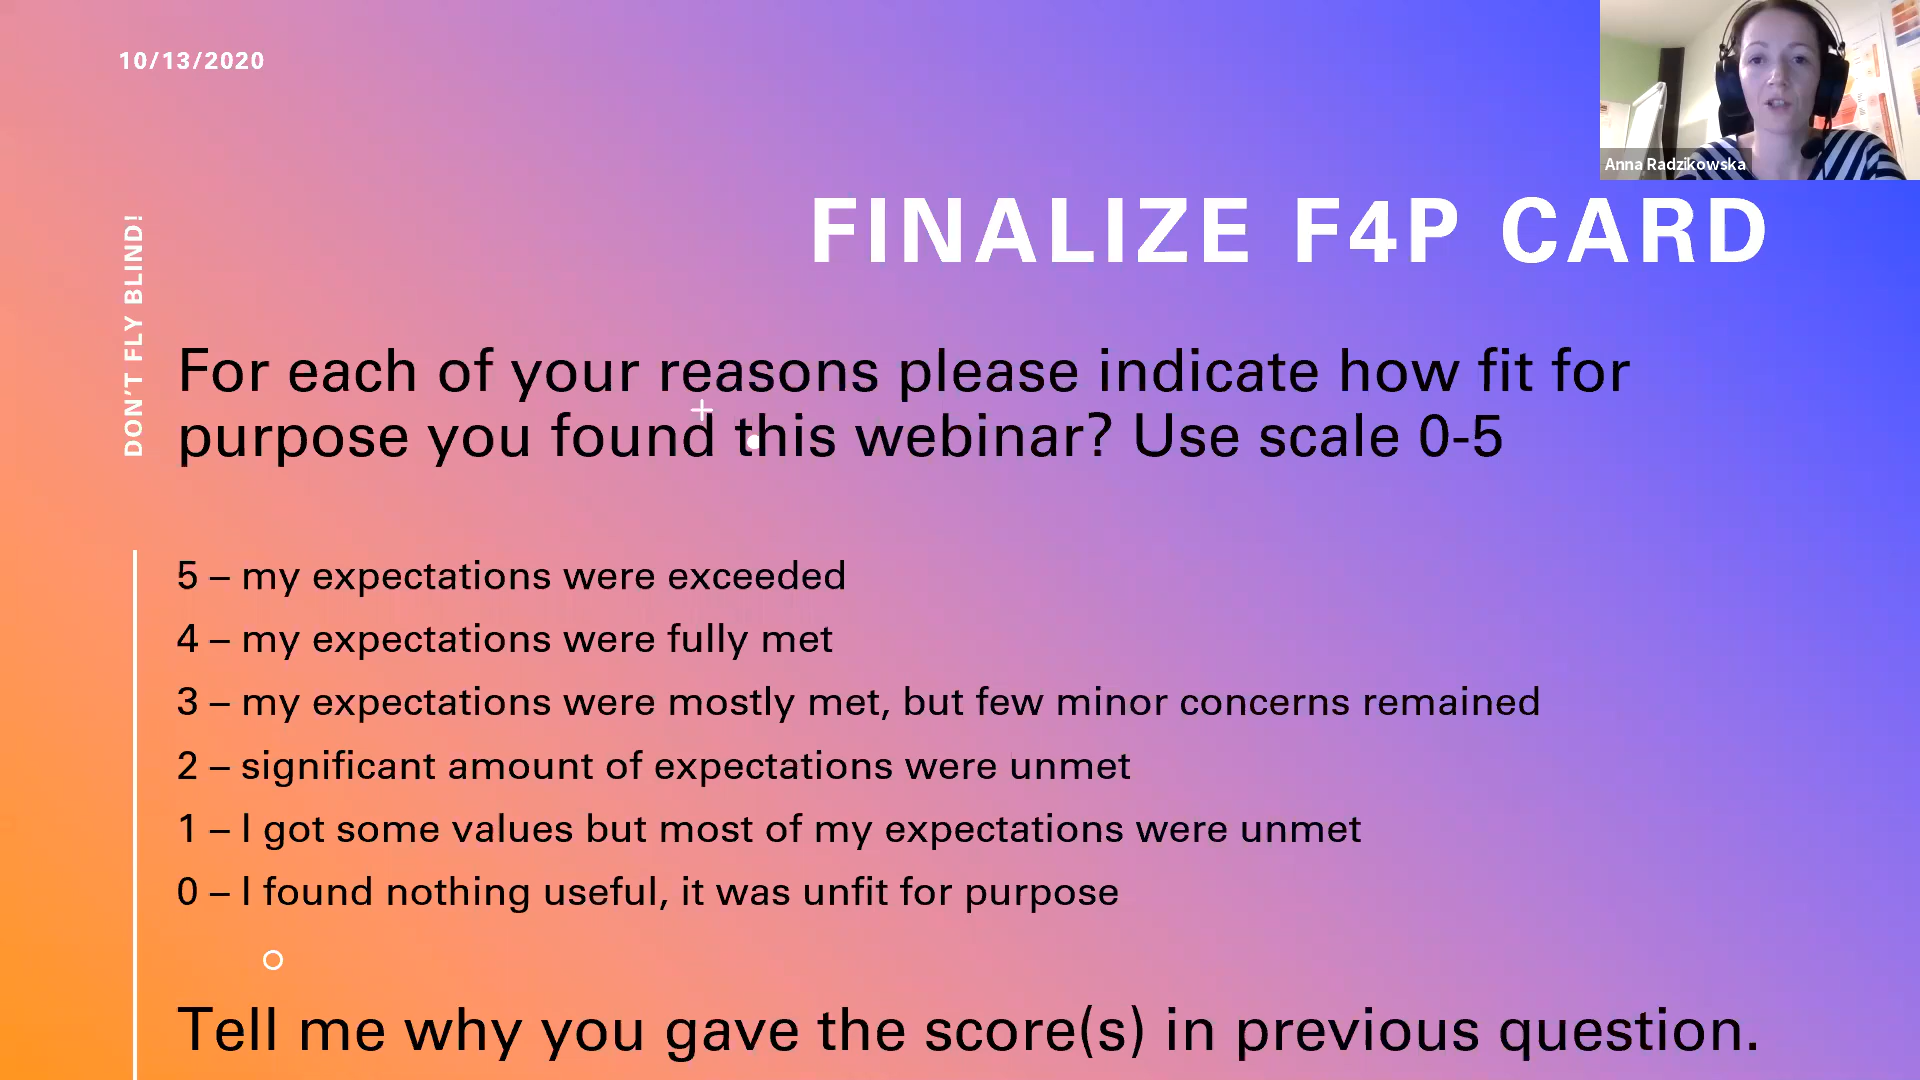 10/13/2020
Anna Radzikowska
DON'T FLY BLIND!
FINALIZE F4P CARD
For each of your reasons please indicate how fit for
purpose you found this webinar? Use scale 0-5
5 – my expectations were exceeded
4 – my expectations were fully met
3 – my expectations were mostly met, but few minor concerns remained
2 – significant amount of expectations were unmet
1 – I got some values but most of my expectations were unmet
0 – I found nothing useful, it was unfit for purpose
Tell me why you gave the score(s) in previous question.